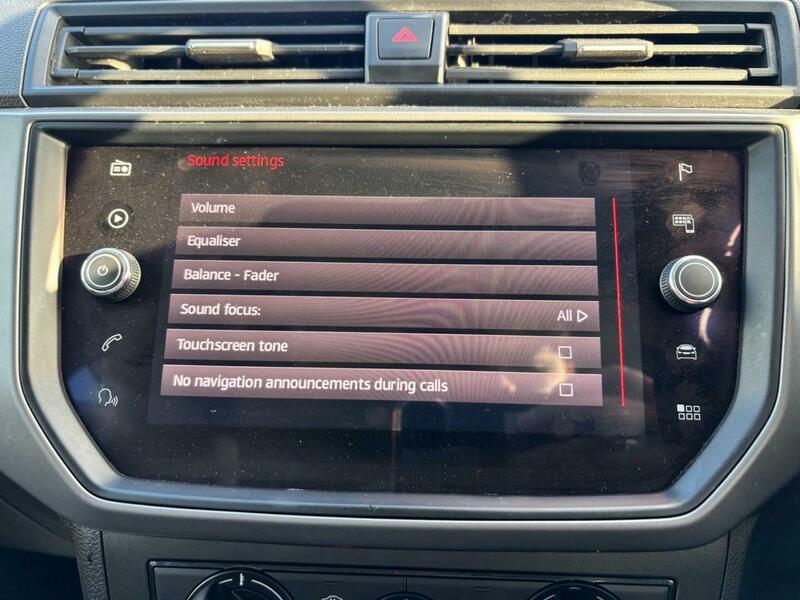 Sound settings
Volume
Equaliser
Balance - Fader
Sound focus: All
Touchscreen tone
No navigation announcements during calls